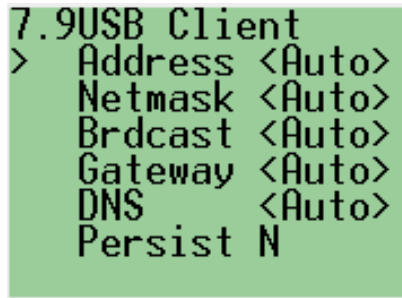 7.9USB Client
>  Address <Auto>
   Netmask <Auto>
   Brdcast <Auto>
   Gateway <Auto>
   DNS     <Auto>
   Persist N